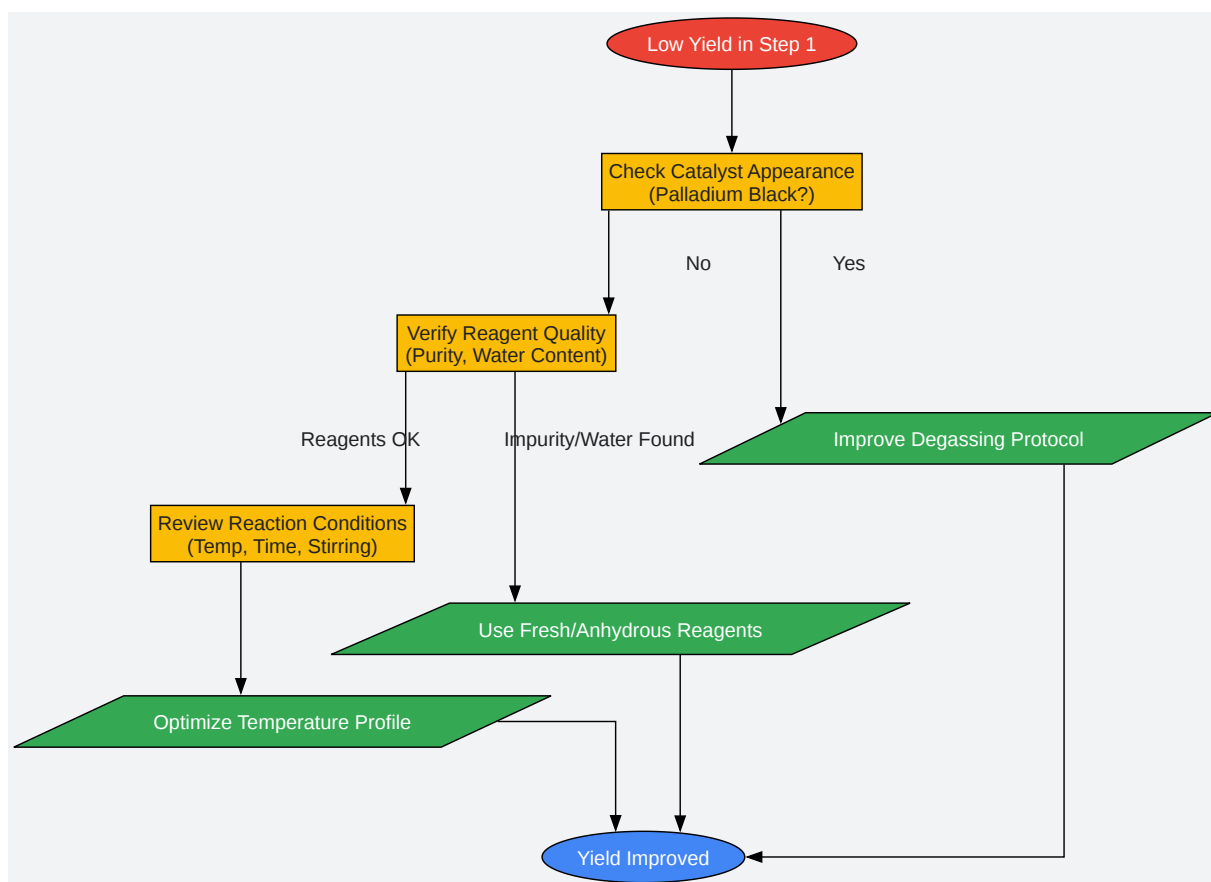 Low Yield in Step 1
Check Catalyst Appearance
(Palladium Black?)
No
Yes
Verify Reagent Quality
(Purity, Water Content)
Reagents OK
Impurity/Water Found
Improve Degassing Protocol
Review Reaction Conditions
(Temp, Time, Stirring)
Use Fresh/Anhydrous Reagents
Optimize Temperature Profile
Yield Improved